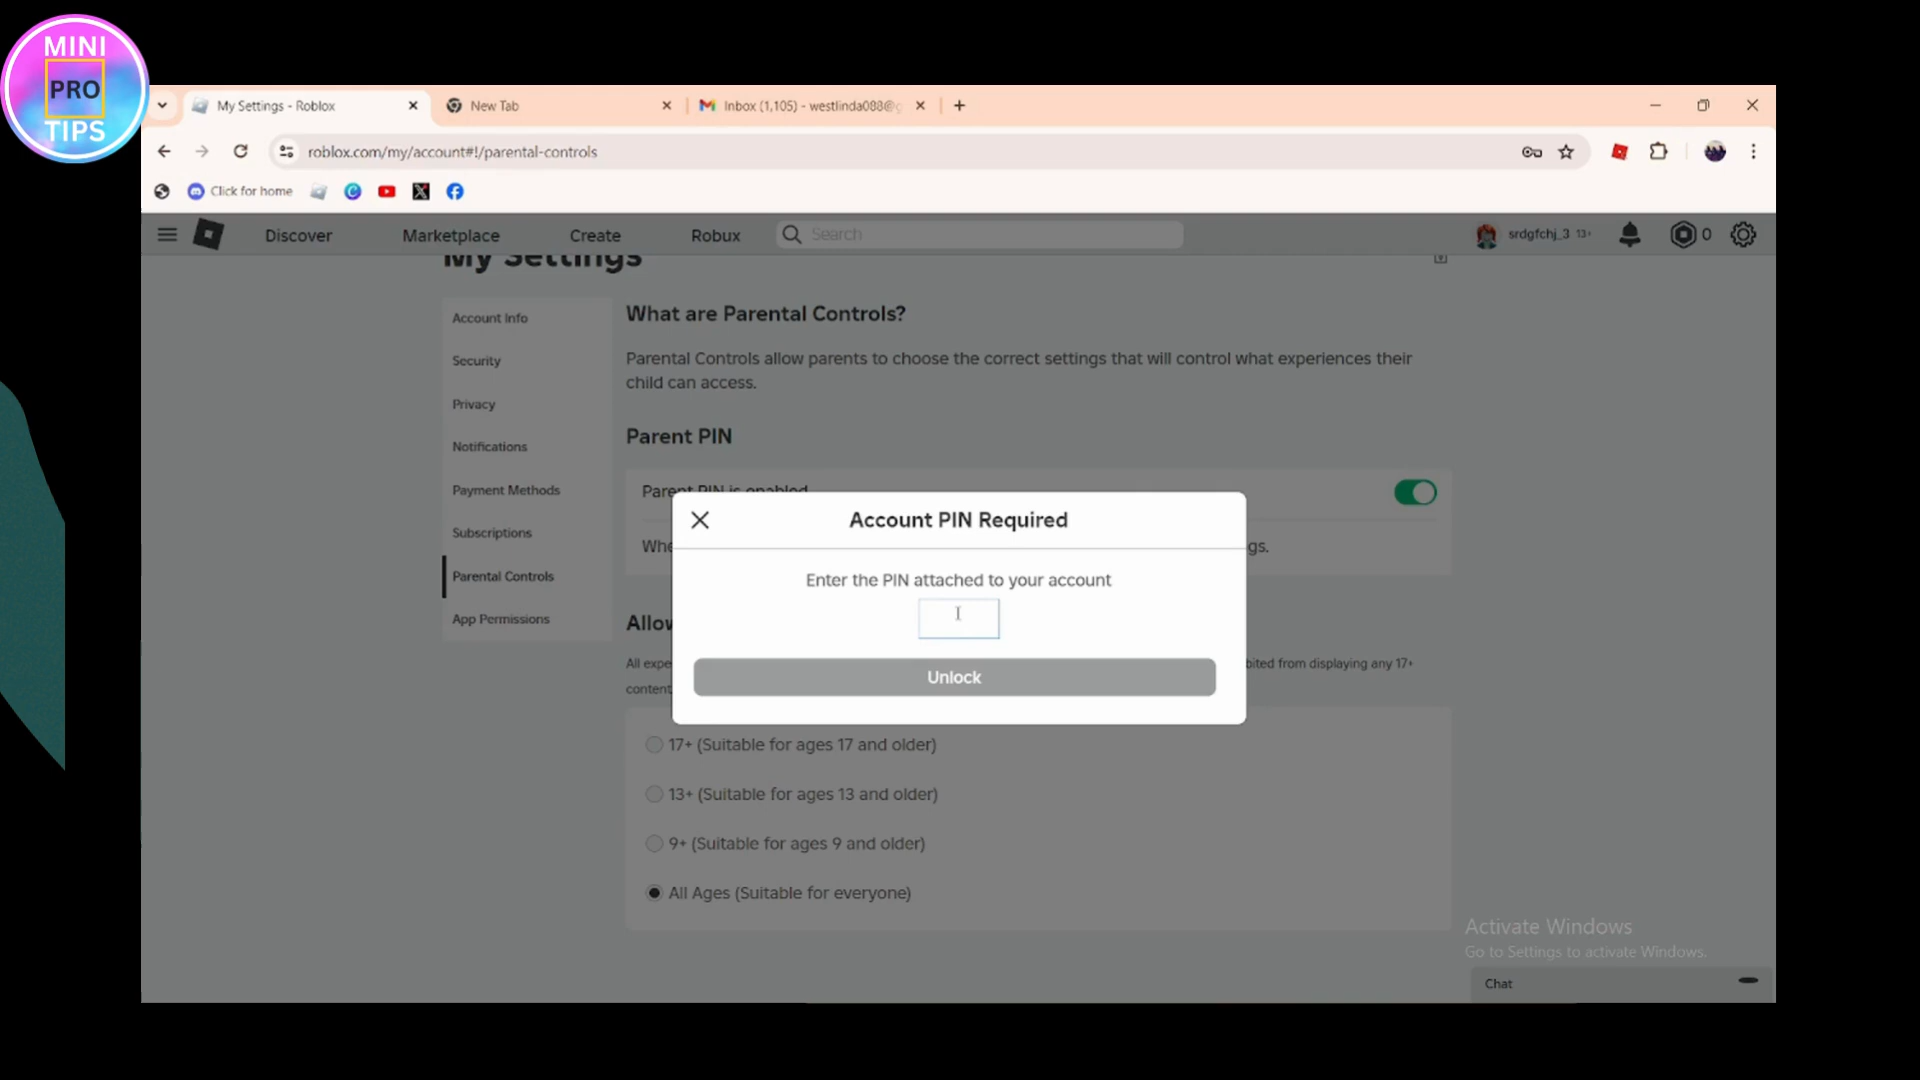 MINI
PRO
TIPS
My Settings - Roblox
New Tab
Inbox (1,105) - westlinda088@
roblox.com/my/account#!/parental-controls
Click for home
Discover
Marketplace
Create
Robux
Search
srdgfchj_3 13+
0
My Settings
Account Info
Security
Privacy
Notifications
Payment Methods
Subscriptions
Parental Controls
App Permissions
What are Parental Controls?
Parental Controls allow parents to choose the correct settings that will control what experiences their
child can access.
Parent PIN
Parent PIN is enabled
Account PIN Required
Enter the PIN attached to your account
Unlock
gs.
All expe
bited from displaying any 17+
content
17+ (Suitable for ages 17 and older)
13+ (Suitable for ages 13 and older)
9+ (Suitable for ages 9 and older)
All Ages (Suitable for everyone)
Activate Windows
Go to Settings to activate Windows.
Chat